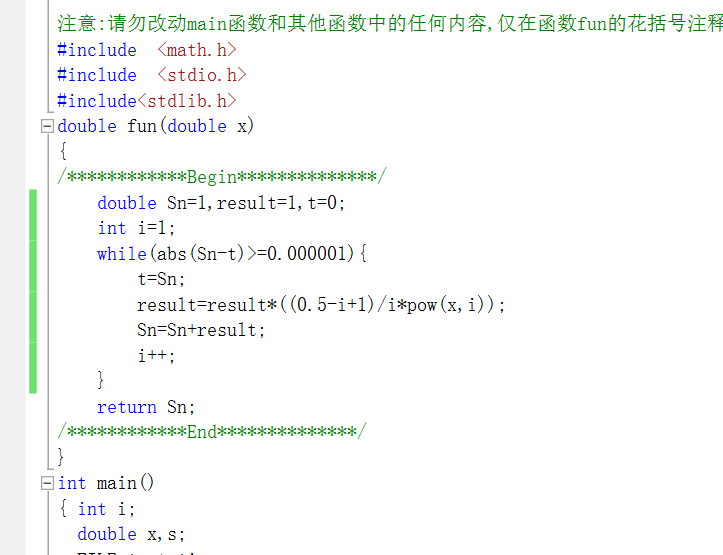 注意:请勿改动main函数和其他函数中的任何内容,仅在函数fun的花括号注释
#include  <math.h>
#include  <stdio.h>
#include<stdlib.h>
double fun(double x)
{
/************Begin**************/
    double Sn=1,result=1,t=0;
    int i=1;
    while(abs(Sn-t)>=0.000001){
        t=Sn;
        result=result*((0.5-i+1)/i*pow(x,i));
        Sn=Sn+result;
        i++;
    }
    return Sn;
/************End**************/
}
int main()
{ int i;
  double x,s;